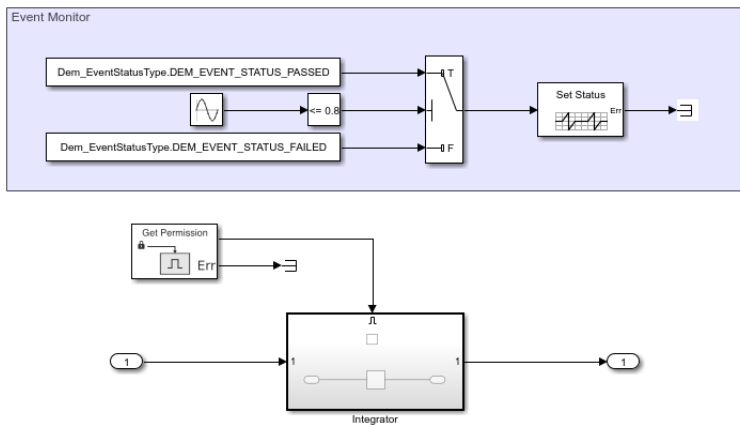 Event Monitor
Dem_EventStatusType.DEM_EVENT_STATUS_PASSED
T
Set Status
<= 0.8
Err
Dem_EventStatusType.DEM_EVENT_STATUS_FAILED
F
Get Permission
Err
1
1
1
1
Integrator